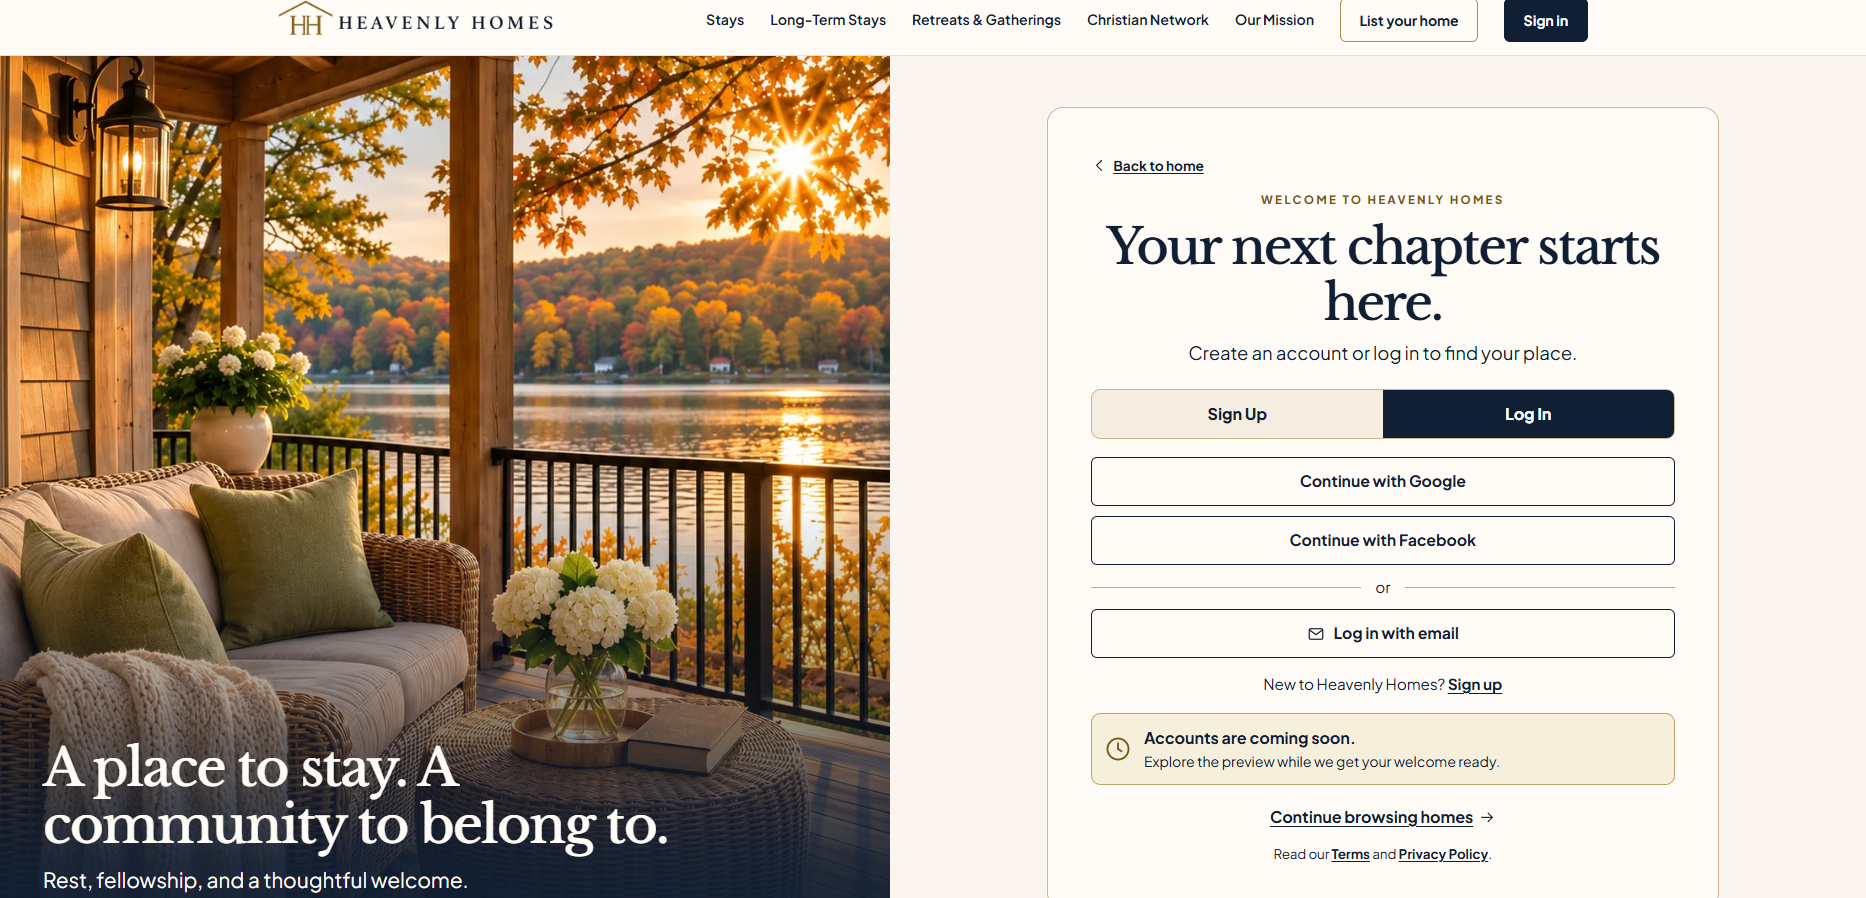 HH HEAVENLY HOMES
Stays Long-Term Stays Retreats & Gatherings Christian Network Our Mission List your home Sign in
Back to home
WELCOME TO HEAVENLY HOMES
Your next chapter starts
here.
Create an account or log in to find your place.
Sign Up Log In
Continue with Google
Continue with Facebook
or
Log in with email
New to Heavenly Homes? Sign up
Accounts are coming soon.
Explore the preview while we get your welcome ready.
Continue browsing homes →
Read our Terms and Privacy Policy.
A place to stay. A
community to belong to.
Rest, fellowship, and a thoughtful welcome.